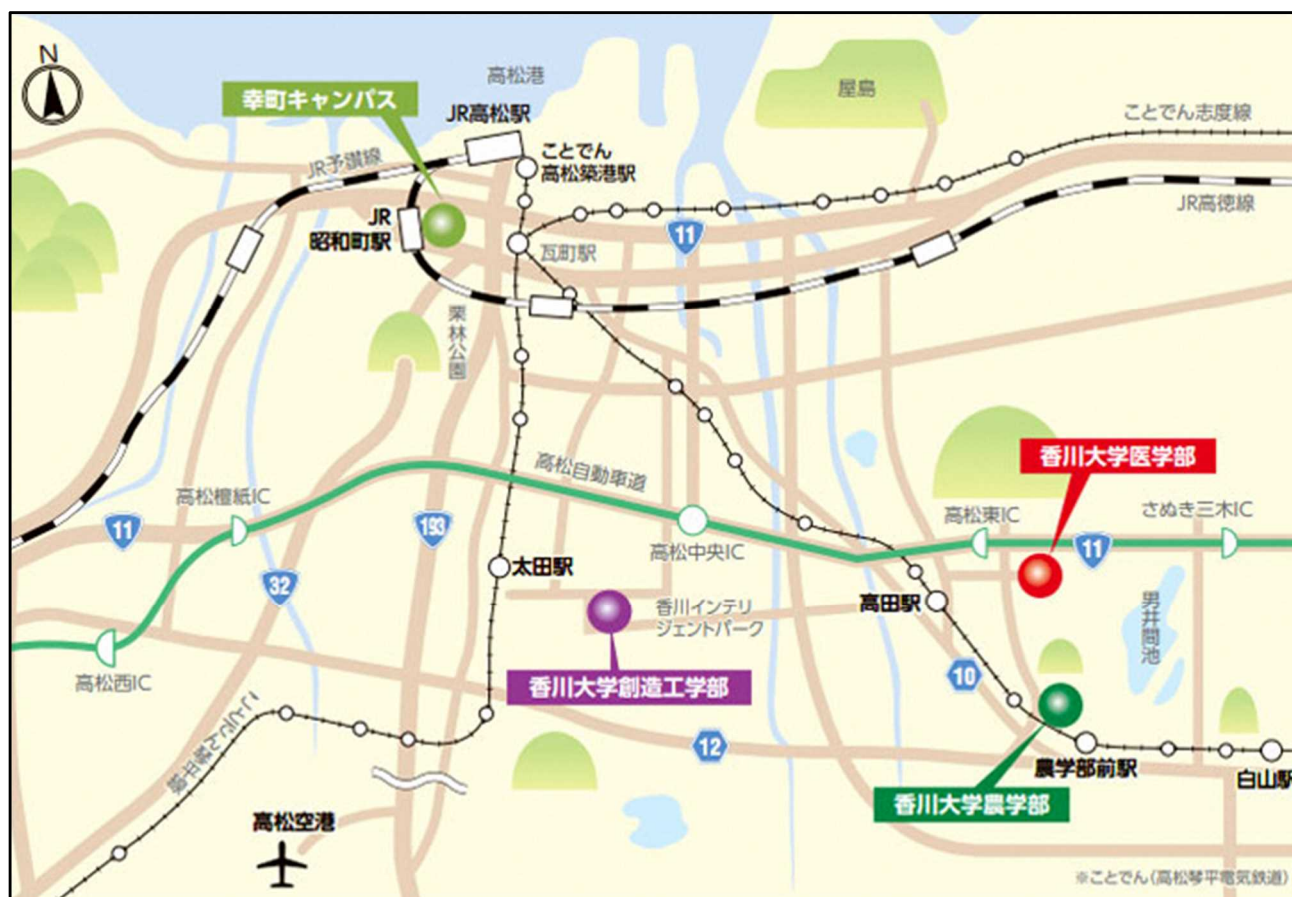 N
高松港
屋島
幸町キャンパス
JR高松駅
ことでん志度線
JR予讃線
ことでん
高松築港駅
JR高徳線
JR
昭和町駅
11
瓦町駅
栗林公園
高松自動車道
香川大学医学部
高松檀紙IC
高松東IC
さぬき三木IC
11
193
高松中央IC
11
32
太田駅
高田駅
香川インテリ
ジェントパーク
男井間池
高松西IC
香川大学創造工学部
10
ことでん琴平線
12
農学部前駅
白山駅
香川大学農学部
高松空港
※ことでん(高松琴平電気鉄道)